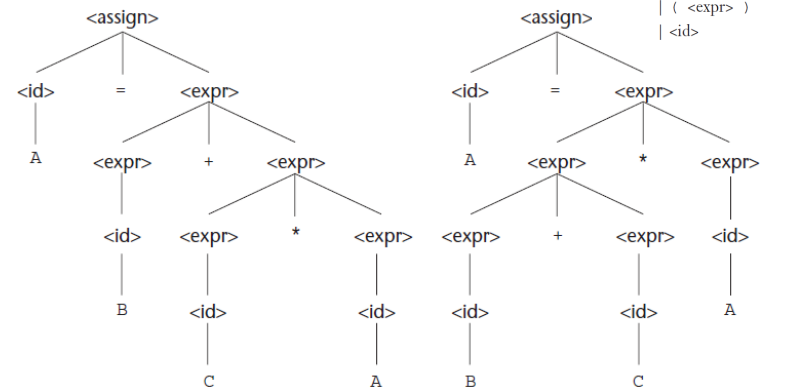 <assign> <assign> | ( <expr> )
| <id>
<id> = <expr> <id> = <expr>
A <expr> + <expr> A <expr> * <expr>
<id> <expr> * <expr> <expr> + <expr> <id>
B <id> <id> <id> <id> A
C A B C